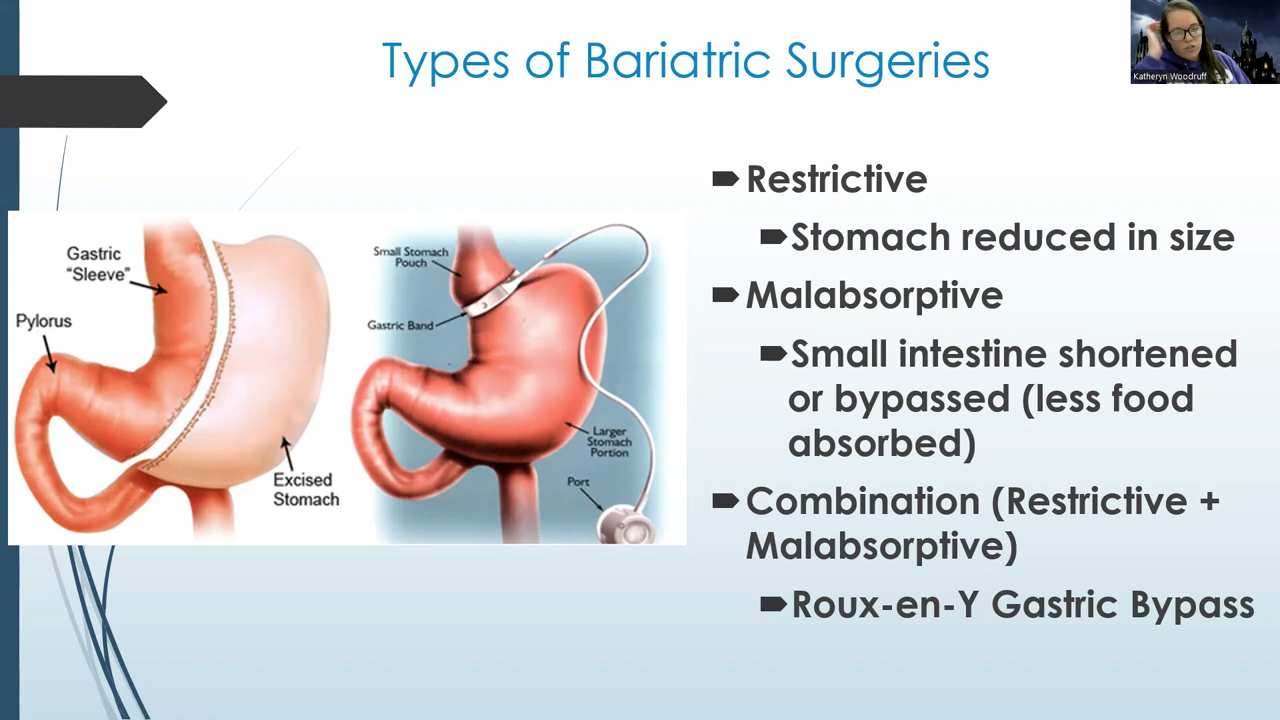 Types of Bariatric Surgeries
Katheryn Woodruff
Gastric
“Sleeve”
Pylorus
Excised
Stomach
Small Stomach
Pouch
Gastric Band
Larger
Stomach
Portion
Port
Restrictive
Stomach reduced in size
Malabsorptive
Small intestine shortened
or bypassed (less food
absorbed)
Combination (Restrictive +
Malabsorptive)
Roux-en-Y Gastric Bypass